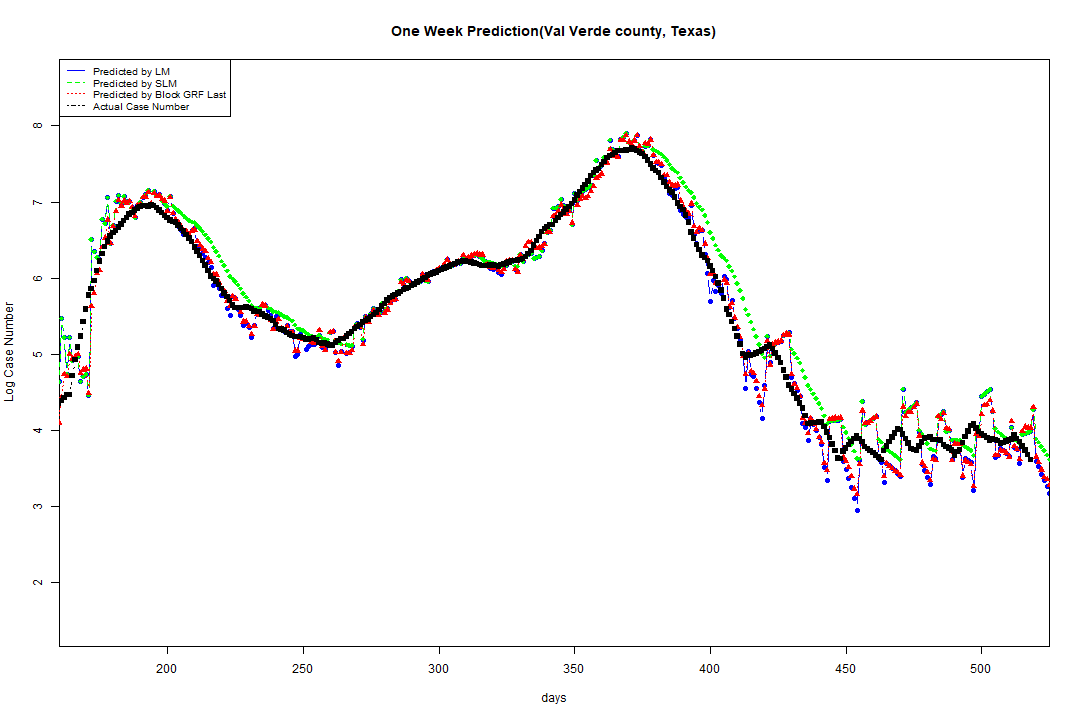 One Week Prediction(Val Verde county, Texas)
Predicted by LM
Predicted by SLM
Predicted by Block GRF Last
Actual Case Number
Log Case Number
8
7
6
5
4
3
2
200 250 300 350 400 450 500
days